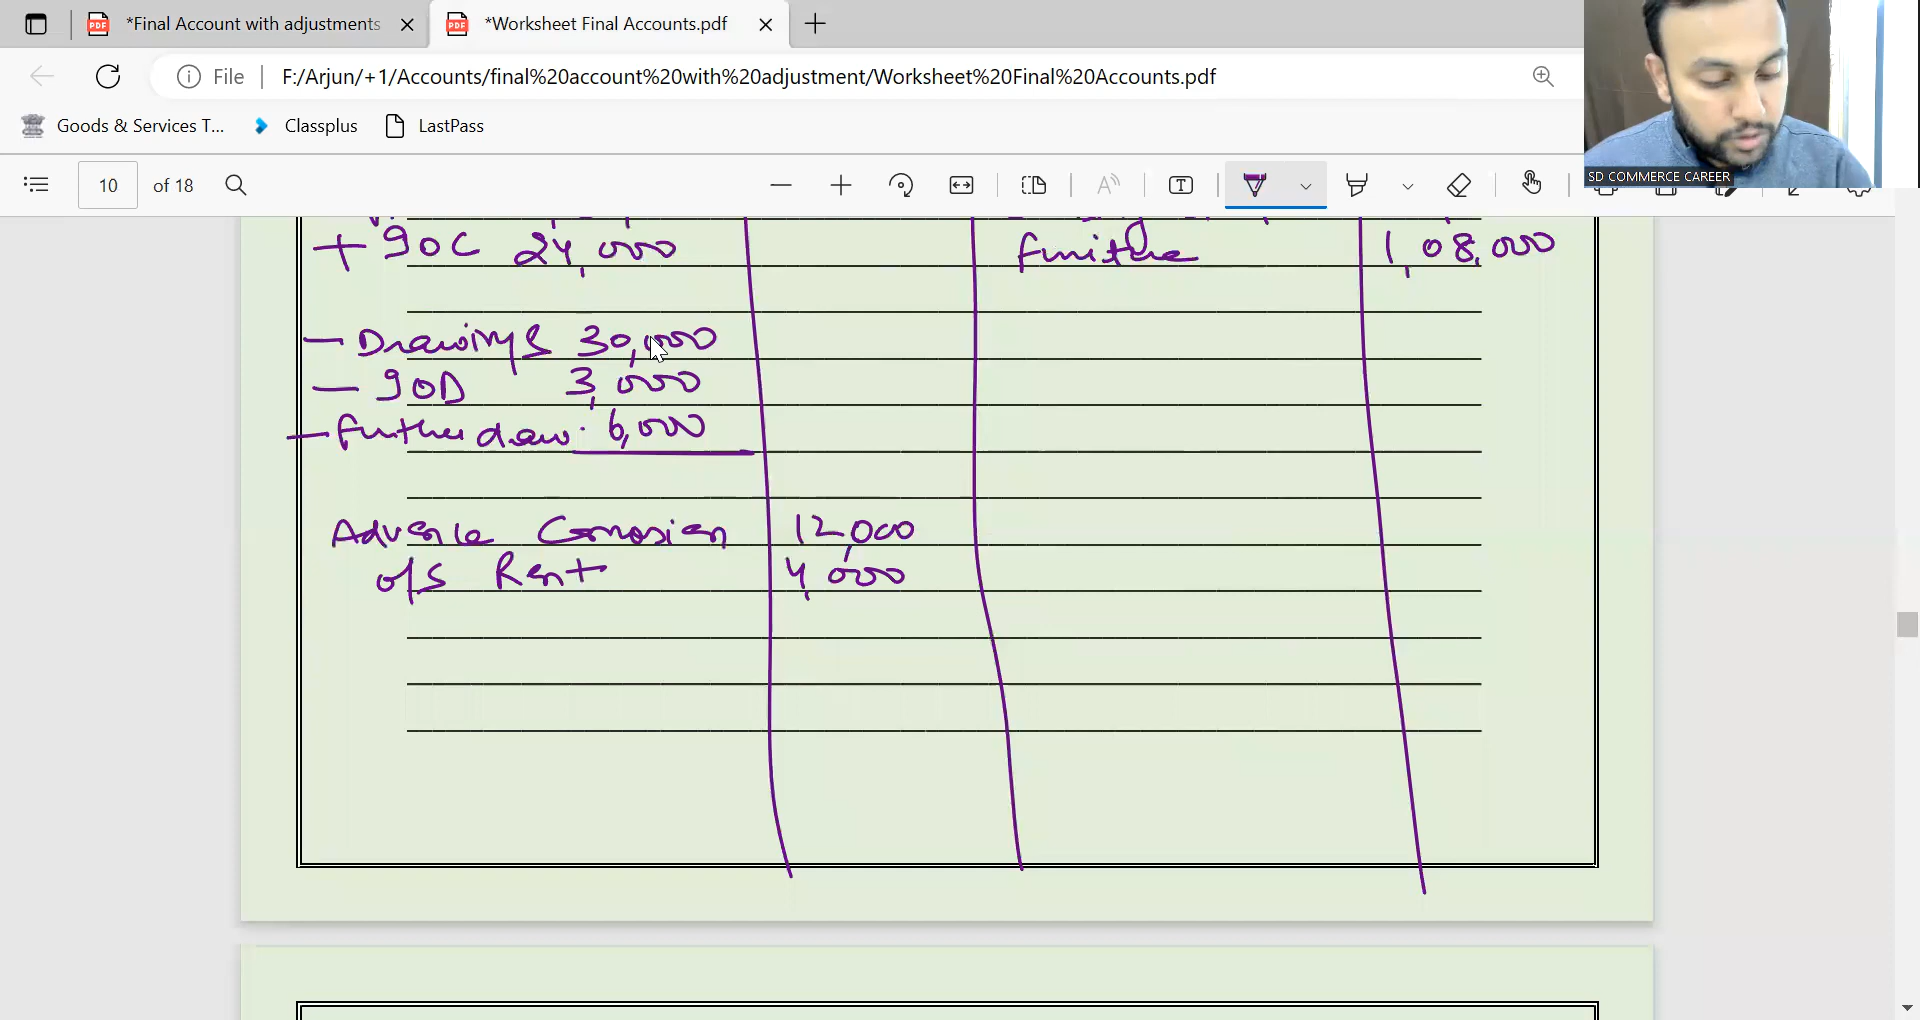 *Final Account with adjustments
*Worksheet Final Accounts.pdf
File
F:/Arjun/+1/Accounts/final%20account%20with%20adjustment/Worksheet%20Final%20Accounts.pdf
Goods & Services T...
Classplus
LastPass
10 of 18
SD COMMERCE CAREER
+ IOC 24,000
Furniture 1,08,000
- Drawings 30,000
- IOD 3,000
- Further draw. 6,000
Advance Commission 12,000
o/s Rent 4,000